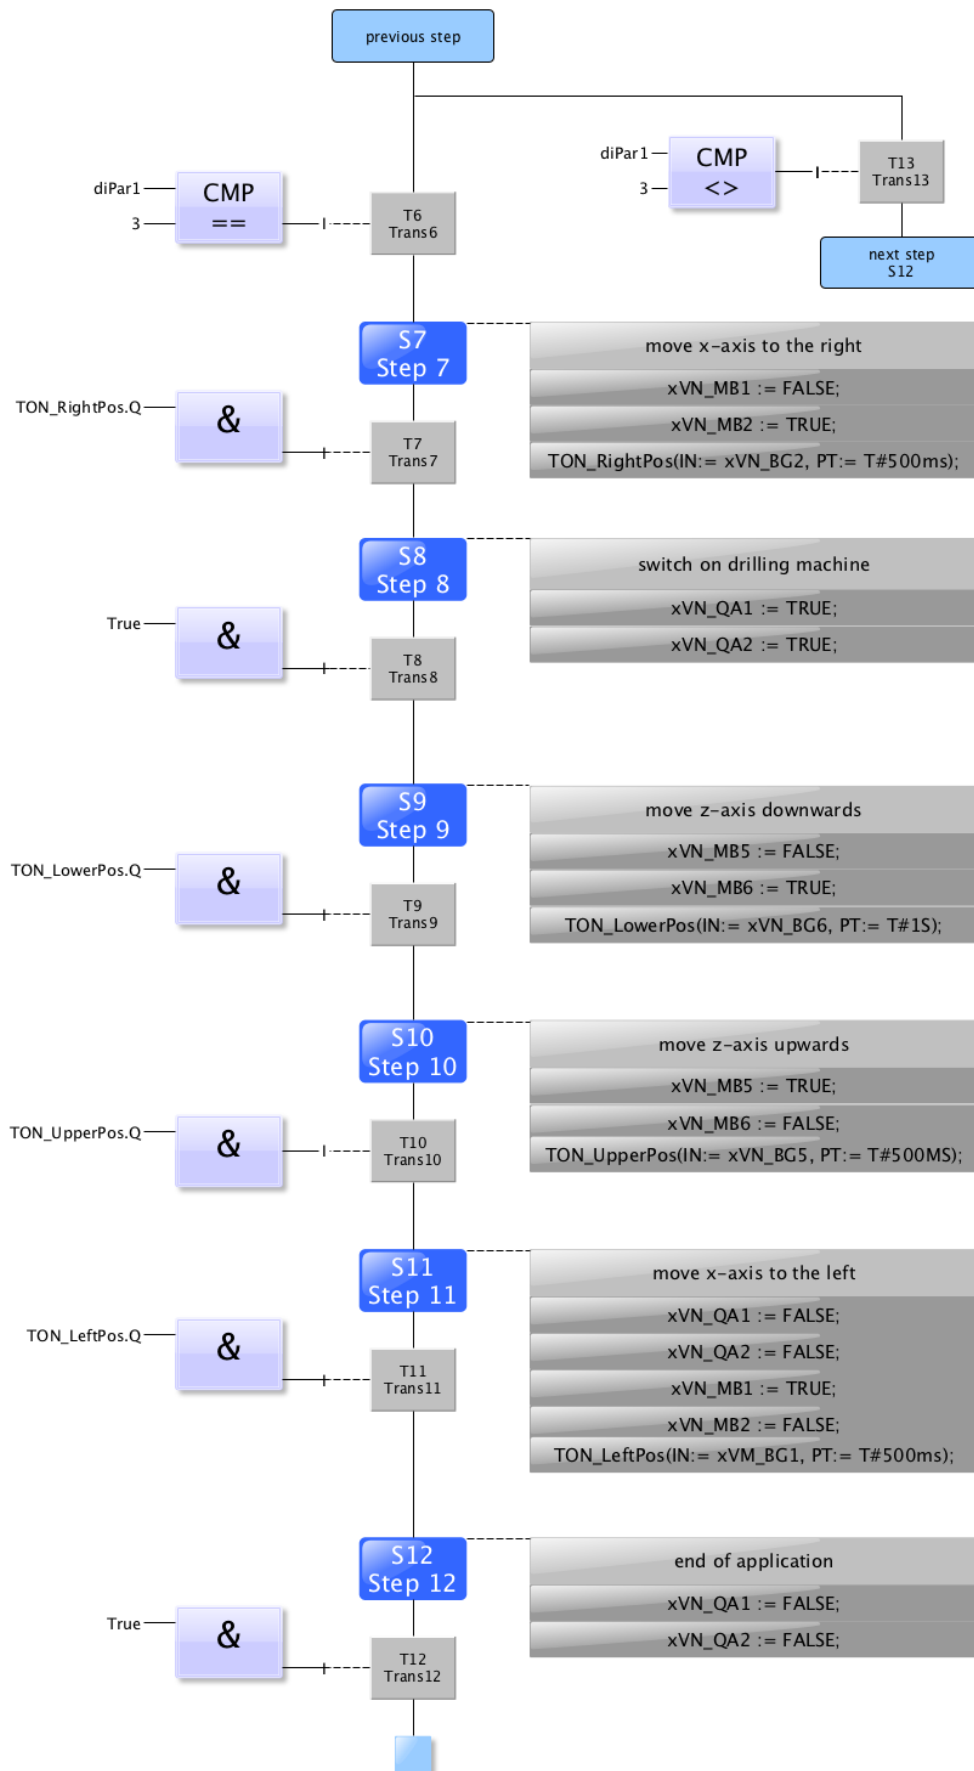 previous step
diPar1
3
CMP
==
T6
Trans6
diPar1
3
CMP
<>
T13
Trans13
next step
S12
S7
Step 7
move x-axis to the right
xVN_MB1 := FALSE;
xVN_MB2 := TRUE;
TON_RightPos(IN:= xVN_BG2, PT:= T#500ms);
TON_RightPos.Q
&
T7
Trans7
S8
Step 8
switch on drilling machine
xVN_QA1 := TRUE;
xVN_QA2 := TRUE;
True
&
T8
Trans8
S9
Step 9
move z-axis downwards
xVN_MB5 := FALSE;
xVN_MB6 := TRUE;
TON_LowerPos(IN:= xVN_BG6, PT:= T#1S);
TON_LowerPos.Q
&
T9
Trans9
S10
Step 10
move z-axis upwards
xVN_MB5 := TRUE;
xVN_MB6 := FALSE;
TON_UpperPos(IN:= xVN_BG5, PT:= T#500MS);
TON_UpperPos.Q
&
T10
Trans10
S11
Step 11
move x-axis to the left
xVN_QA1 := FALSE;
xVN_QA2 := FALSE;
xVN_MB1 := TRUE;
xVN_MB2 := FALSE;
TON_LeftPos(IN:= xVM_BG1, PT:= T#500ms);
TON_LeftPos.Q
&
T11
Trans11
S12
Step 12
end of application
xVN_QA1 := FALSE;
xVN_QA2 := FALSE;
True
&
T12
Trans12